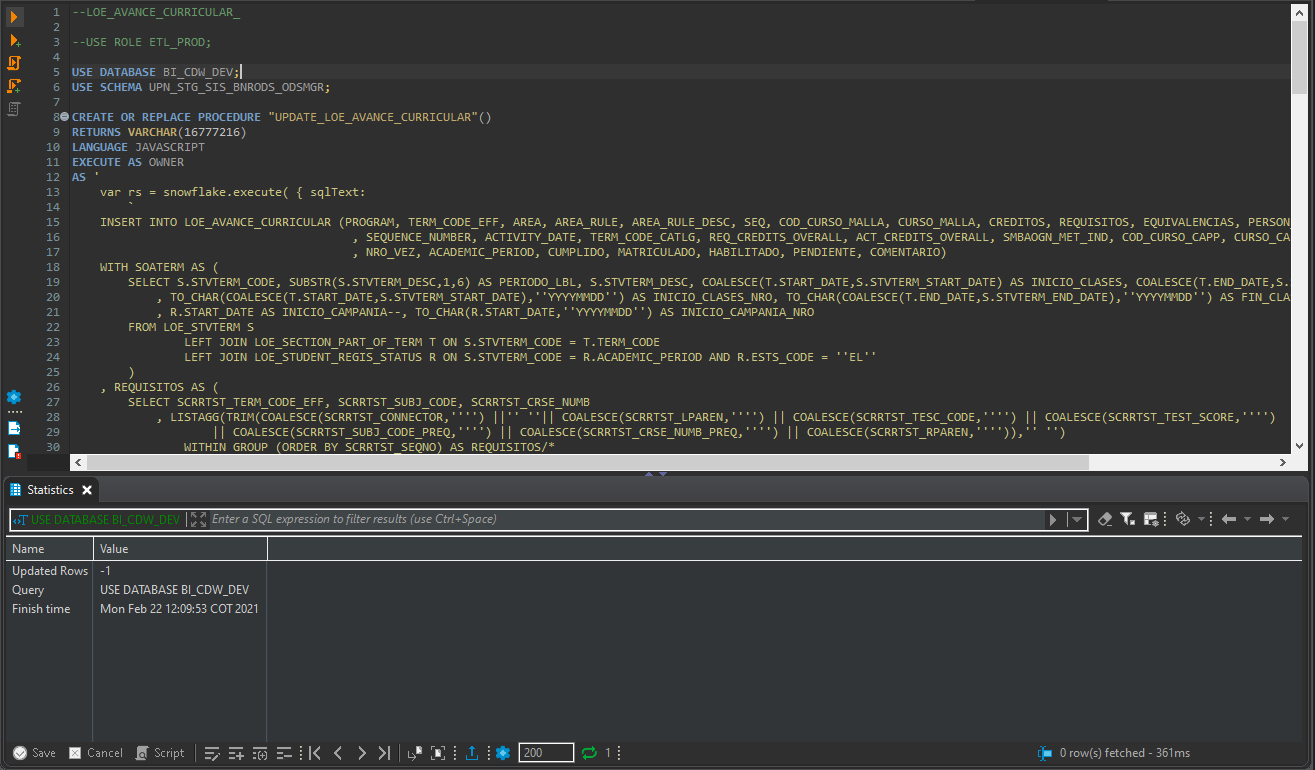 1 --LOE_AVANCE_CURRICULAR_
2
3 --USE ROLE ETL_PROD;
4
5 USE DATABASE BI_CDW_DEV;
6 USE SCHEMA UPN_STG_SIS_BNRODS_ODSMGR;
7
8 CREATE OR REPLACE PROCEDURE "UPDATE_LOE_AVANCE_CURRICULAR"()
9 RETURNS VARCHAR(16777216)
10 LANGUAGE JAVASCRIPT
11 EXECUTE AS OWNER
12 AS '
13 var rs = snowflake.execute( { sqlText:
14 `
15 INSERT INTO LOE_AVANCE_CURRICULAR (PROGRAM, TERM_CODE_EFF, AREA, AREA_RULE, AREA_RULE_DESC, SEQ, COD_CURSO_MALLA, CURSO_MALLA, CREDITOS, REQUISITOS, EQUIVALENCIAS, PERSON_
16 , SEQUENCE_NUMBER, ACTIVITY_DATE, TERM_CODE_CATLG, REQ_CREDITS_OVERALL, ACT_CREDITS_OVERALL, SMBAOGN_MET_IND, COD_CURSO_CAPP, CURSO_CA
17 , NRO_VEZ, ACADEMIC_PERIOD, CUMPLIDO, MATRICULADO, HABILITADO, PENDIENTE, COMENTARIO)
18 WITH SOATERM AS (
19 SELECT S.STVTERM_CODE, SUBSTR(S.STVTERM_DESC,1,6) AS PERIODO_LBL, S.STVTERM_DESC, COALESCE(T.START_DATE,S.STVTERM_START_DATE) AS INICIO_CLASES, COALESCE(T.END_DATE,S.
20 , TO_CHAR(COALESCE(T.START_DATE,S.STVTERM_START_DATE),''YYYYMMDD'') AS INICIO_CLASES_NRO, TO_CHAR(COALESCE(T.END_DATE,S.STVTERM_END_DATE),''YYYYMMDD'') AS FIN_CLA
21 , R.START_DATE AS INICIO_CAMPANIA--, TO_CHAR(R.START_DATE,''YYYYMMDD'') AS INICIO_CAMPANIA_NRO
22 FROM LOE_STVTERM S
23 LEFT JOIN LOE_SECTION_PART_OF_TERM T ON S.STVTERM_CODE = T.TERM_CODE
24 LEFT JOIN LOE_STUDENT_REGIS_STATUS R ON S.STVTERM_CODE = R.ACADEMIC_PERIOD AND R.ESTS_CODE = ''EL''
25 )
26 , REQUISITOS AS (
27 SELECT SCRRTST_TERM_CODE_EFF, SCRRTST_SUBJ_CODE, SCRRTST_CRSE_NUMB
28 , LISTAGG(TRIM(COALESCE(SCRRTST_CONNECTOR,'''') ||'' ''|| COALESCE(SCRRTST_LPAREN,'''') || COALESCE(SCRRTST_TESC_CODE,'''') || COALESCE(SCRRTST_TEST_SCORE,'''')
29 || COALESCE(SCRRTST_SUBJ_CODE_PREQ,'''') || COALESCE(SCRRTST_CRSE_NUMB_PREQ,'''') || COALESCE(SCRRTST_RPAREN,'''')),'' '')
30 WITHIN GROUP (ORDER BY SCRRTST_SEQNO) AS REQUISITOS/*
Statistics
USE DATABASE BI_CDW_DEV Enter a SQL expression to filter results (use Ctrl+Space)
Name Value
Updated Rows -1
Query USE DATABASE BI_CDW_DEV
Finish time Mon Feb 22 12:09:53 COT 2021
Save Cancel Script 200 1 0 row(s) fetched - 361ms